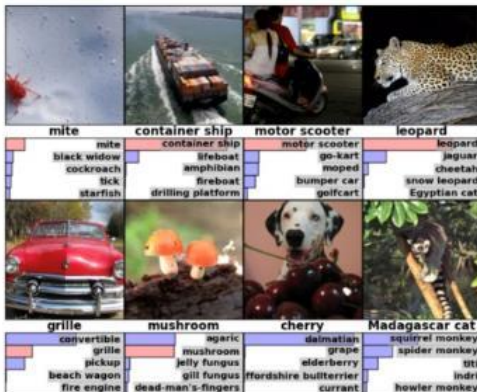 mite
mite
black widow
cockroach
tick
starfish
container ship
container ship
lifeboat
amphibian
fireboat
drilling platform
motor scooter
motor scooter
go-kart
moped
bumper car
golfcart
leopard
leopard
jaguar
cheetah
snow leopard
Egyptian cat
grille
convertible
grille
pickup
beach wagon
fire engine
mushroom
agaric
mushroom
jelly fungus
gill fungus
dead-man's-fingers
cherry
dalmatian
grape
elderberry
ffordshire bullterrier
currant
Madagascar cat
squirrel monkey
spider monkey
titi
indri
howler monkey